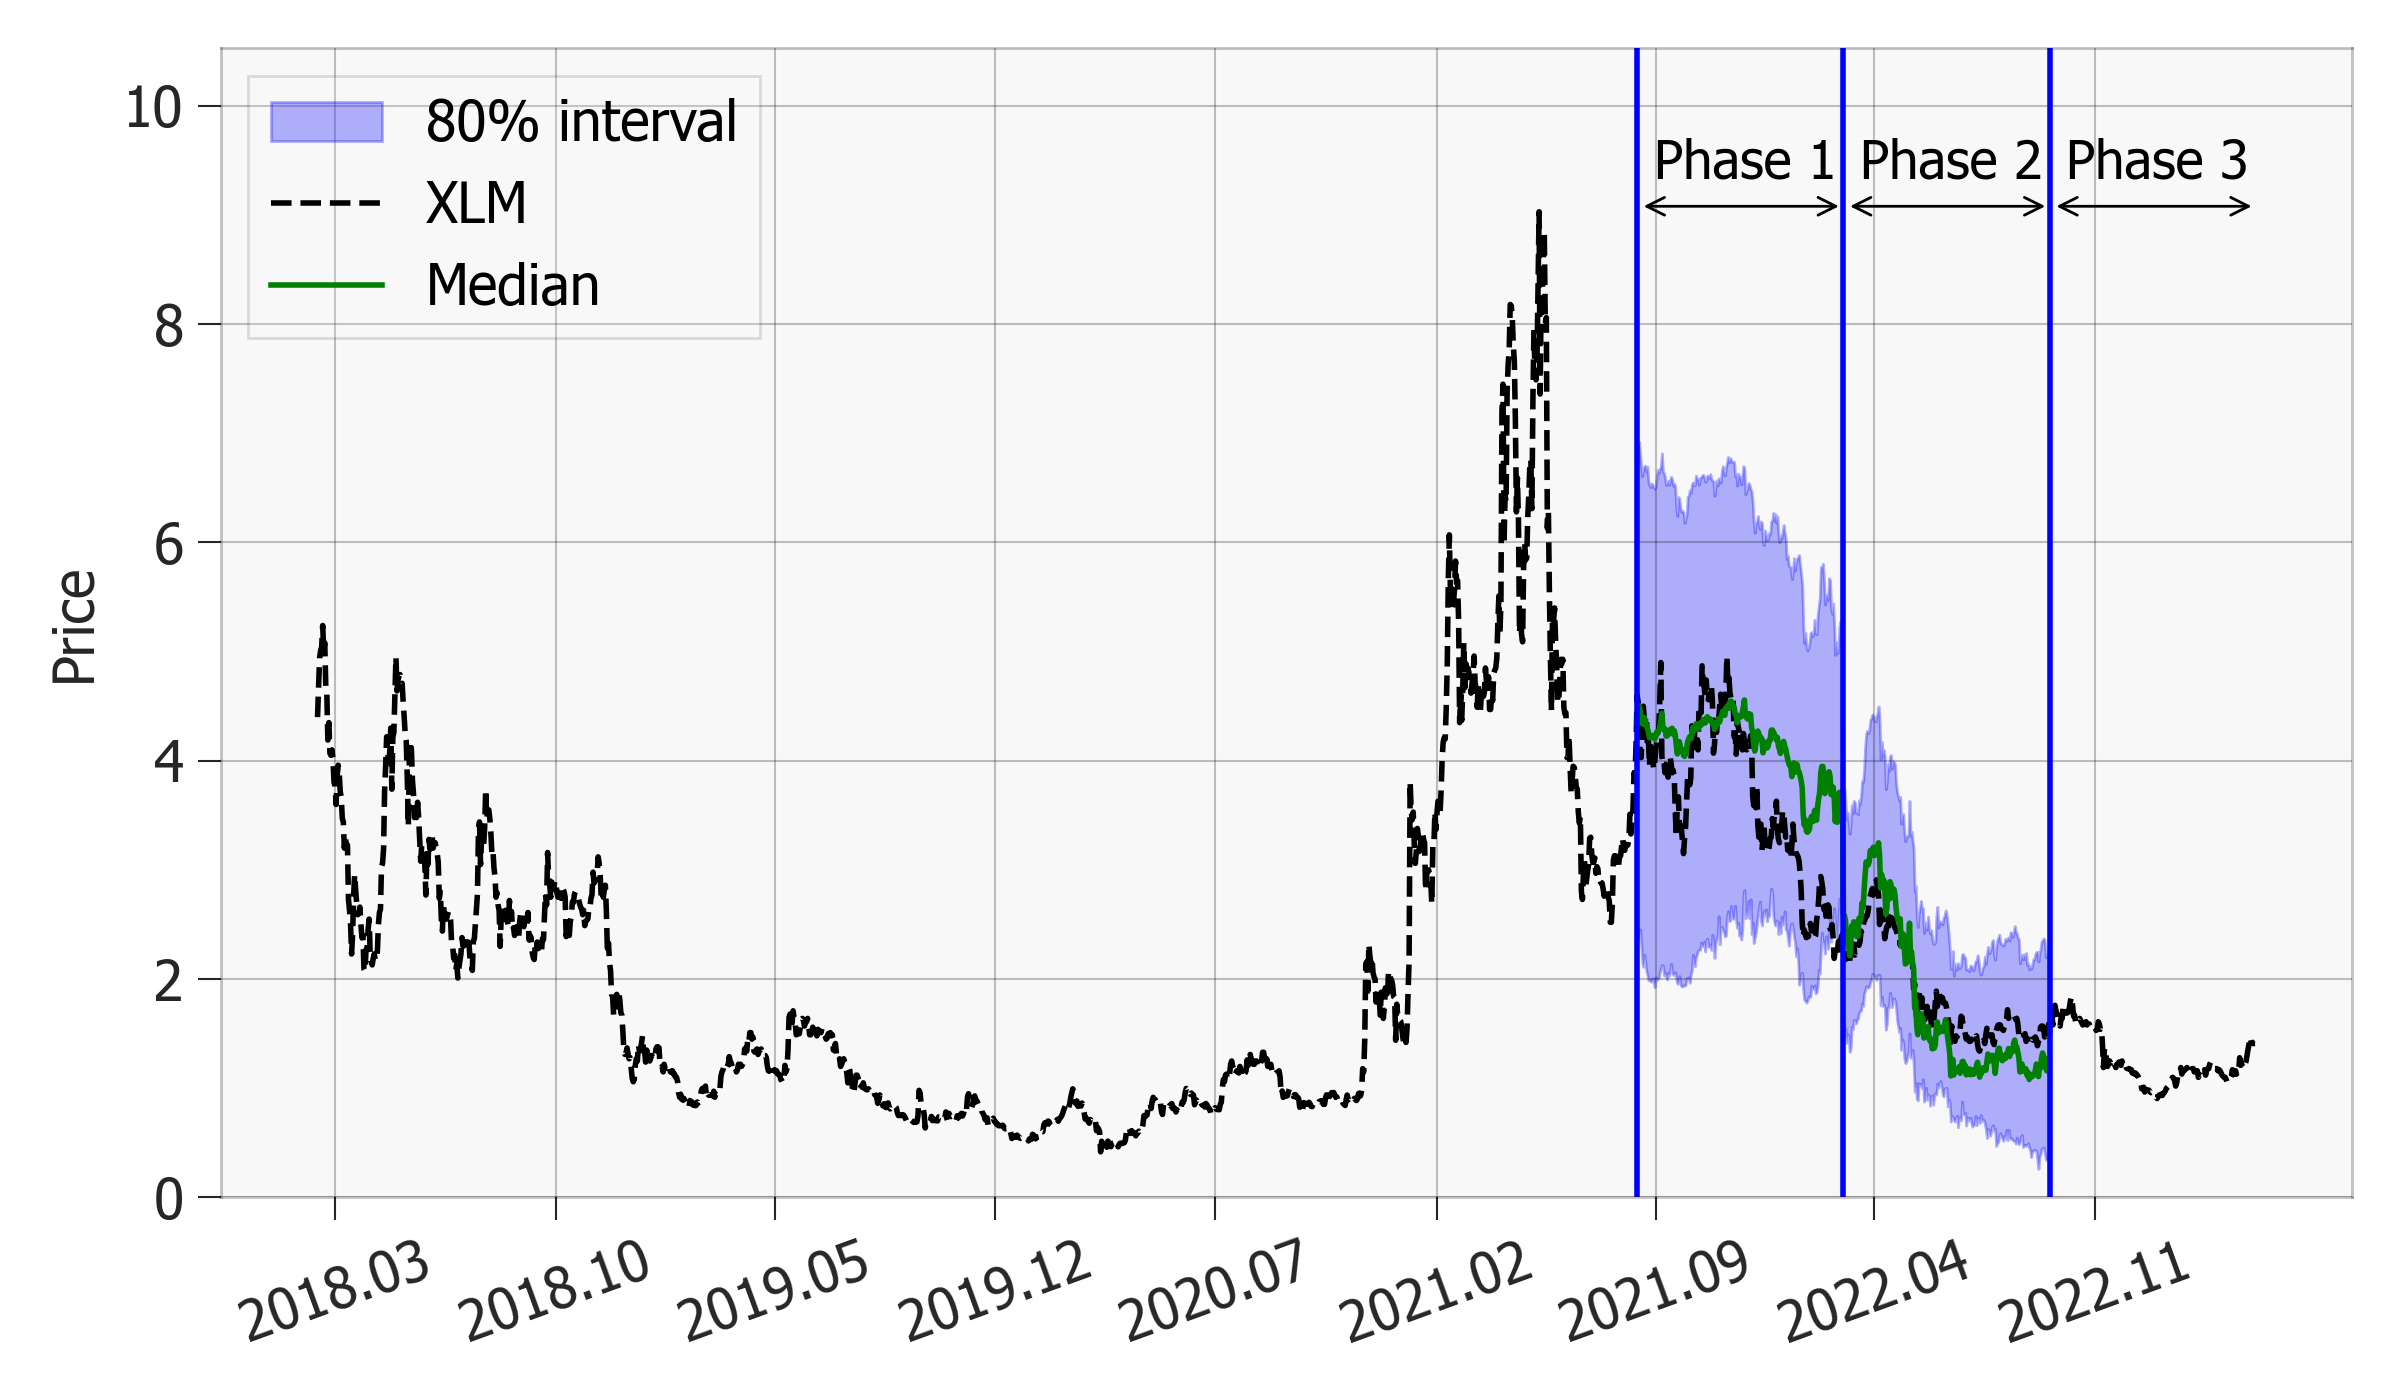 80% interval
XLM
Median
Phase 1
Phase 2
Phase 3
Price
10
8
6
4
2
0
2018.03
2018.10
2019.05
2019.12
2020.07
2021.02
2021.09
2022.04
2022.11